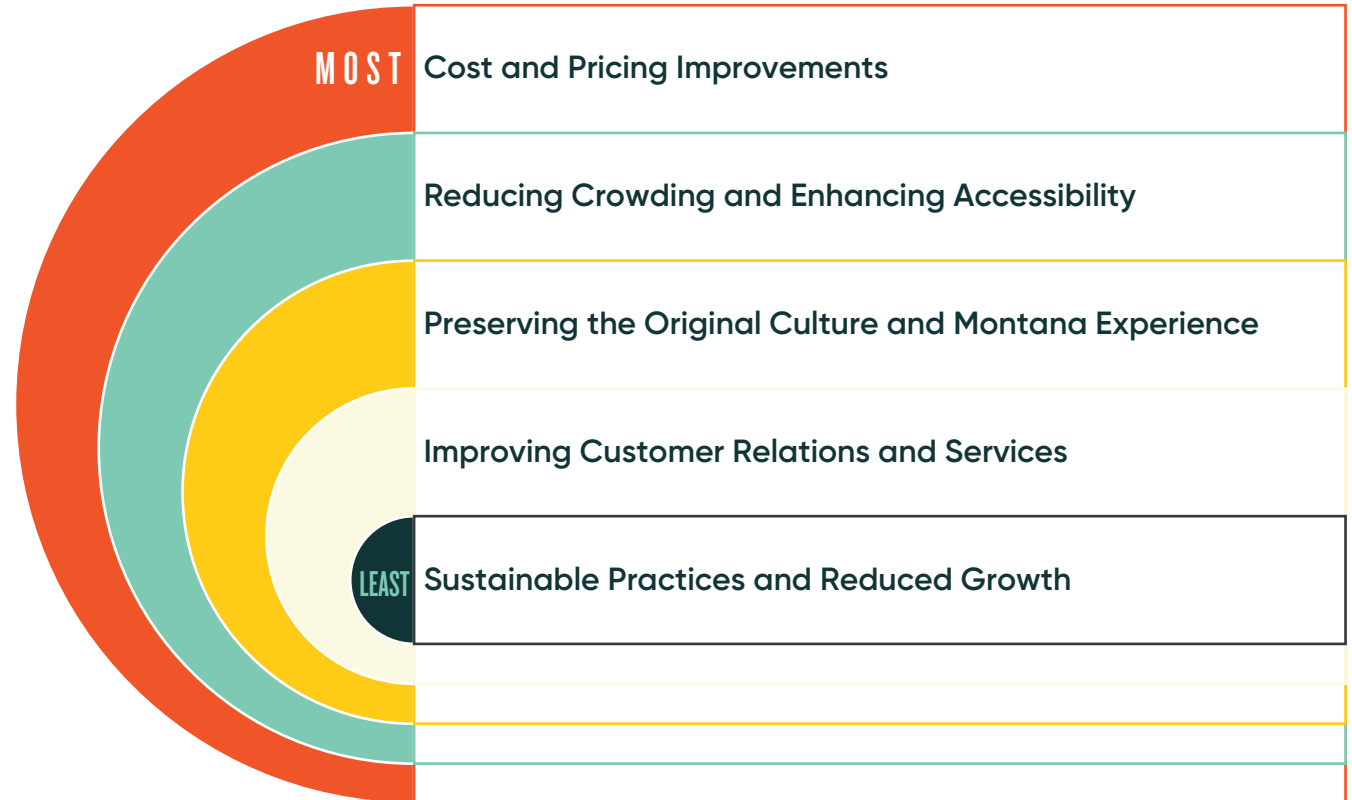 MOST Cost and Pricing Improvements
Reducing Crowding and Enhancing Accessibility
Preserving the Original Culture and Montana Experience
Improving Customer Relations and Services
LEAST Sustainable Practices and Reduced Growth